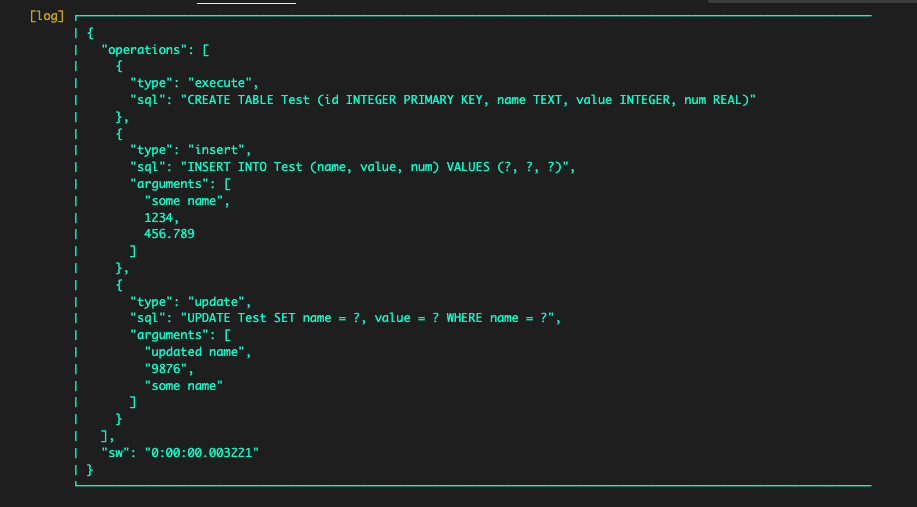 [log]
{
"operations": [
{
"type": "execute",
"sql": "CREATE TABLE Test (id INTEGER PRIMARY KEY, name TEXT, value INTEGER, num REAL)"
},
{
"type": "insert",
"sql": "INSERT INTO Test (name, value, num) VALUES (?, ?, ?)",
"arguments": [
"some name",
1234,
456.789
]
},
{
"type": "update",
"sql": "UPDATE Test SET name = ?, value = ? WHERE name = ?",
"arguments": [
"updated name",
"9876",
"some name"
]
}
],
"sw": "0:00:00.003221"
}